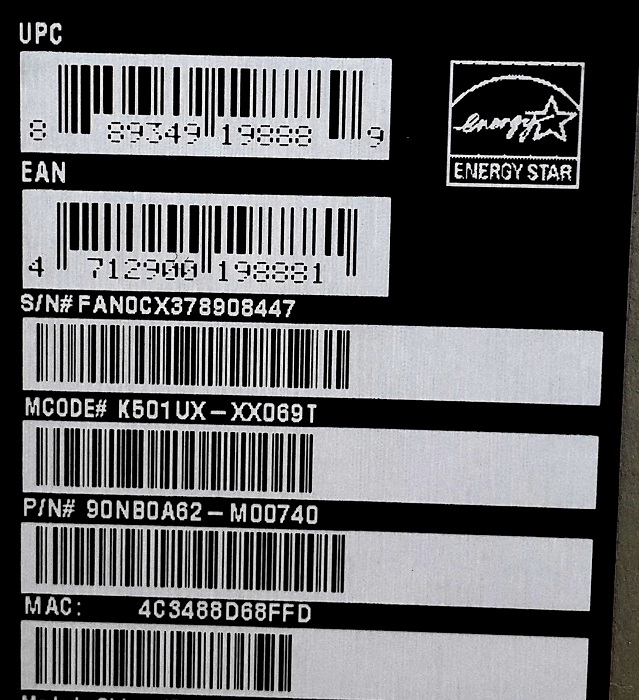 UPC
8 89349 19888 9
energy
ENERGY STAR
EAN
4 712900 198881
S/N# FAN0CX378908447
MCODE# K501UX-XX069T
P/N# 90NB0A62-M00740
MAC: 4C3488D68FFD